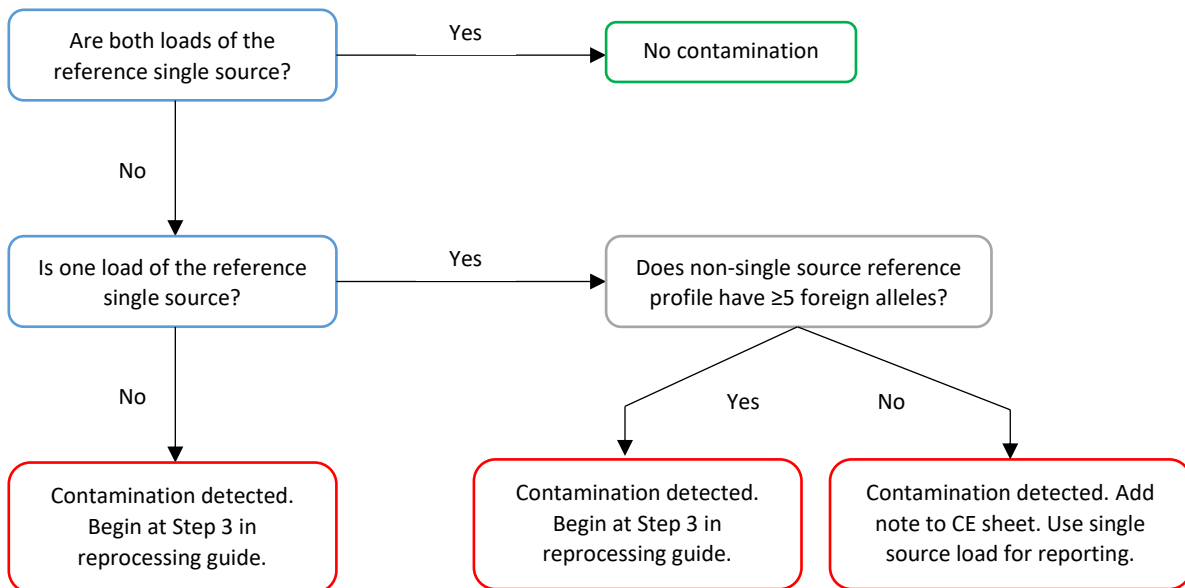 Are both loads of the
reference single source?
Yes
No contamination
No
Is one load of the reference
single source?
Yes
Does non-single source reference
profile have ≥5 foreign alleles?
No
Yes
No
Contamination detected.
Begin at Step 3 in
reprocessing guide.
Contamination detected.
Begin at Step 3 in
reprocessing guide.
Contamination detected. Add
note to CE sheet. Use single
source load for reporting.